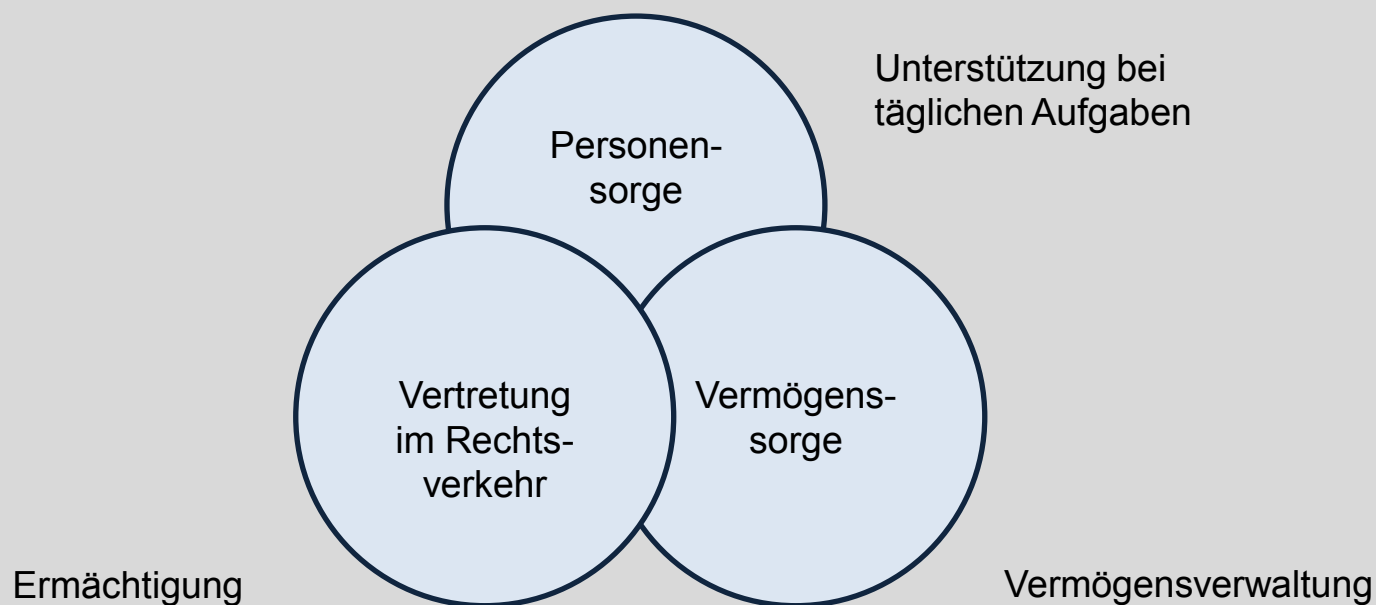 Unterstützung bei
täglichen Aufgaben
Personen-
sorge
Vertretung
im Rechts-
verkehr
Vermögens-
sorge
Ermächtigung
Vermögensverwaltung